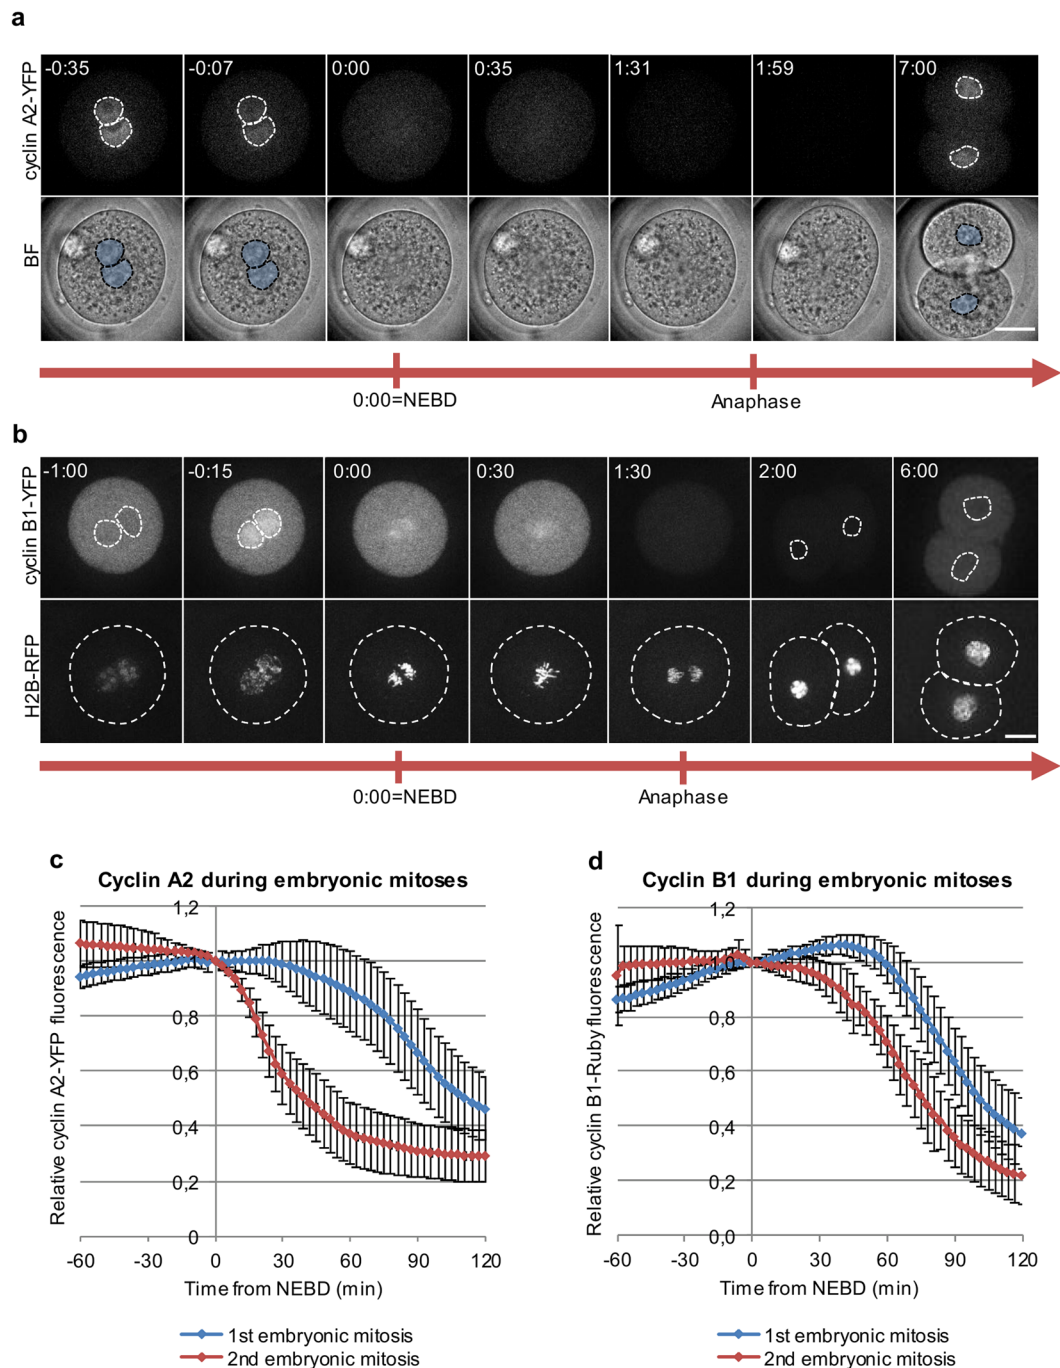 a
cyclin A2-YFP
-0:35 -0:07 0:00 0:35 1:31 1:59 7:00
BF
0:00=NEBD Anaphase
b
cyclin B1-YFP
-1:00 -0:15 0:00 0:30 1:30 2:00 6:00
H2B-RFP
0:00=NEBD Anaphase
c
Cyclin A2 during embryonic mitoses
Relative cyclin A2-YFP fluorescence
1,2
1
0,8
0,6
0,4
0,2
0
-60 -30 0 30 60 90 120
Time from NEBD (min)
1st embryonic mitosis
2nd embryonic mitosis
d
Cyclin B1 during embryonic mitoses
Relative cyclin B1-Ruby fluorescence
1,2
1,0
0,8
0,6
0,4
0,2
0,0
-60 -30 0 30 60 90 120
Time from NEBD (min)
1st embryonic mitosis
2nd embryonic mitosis